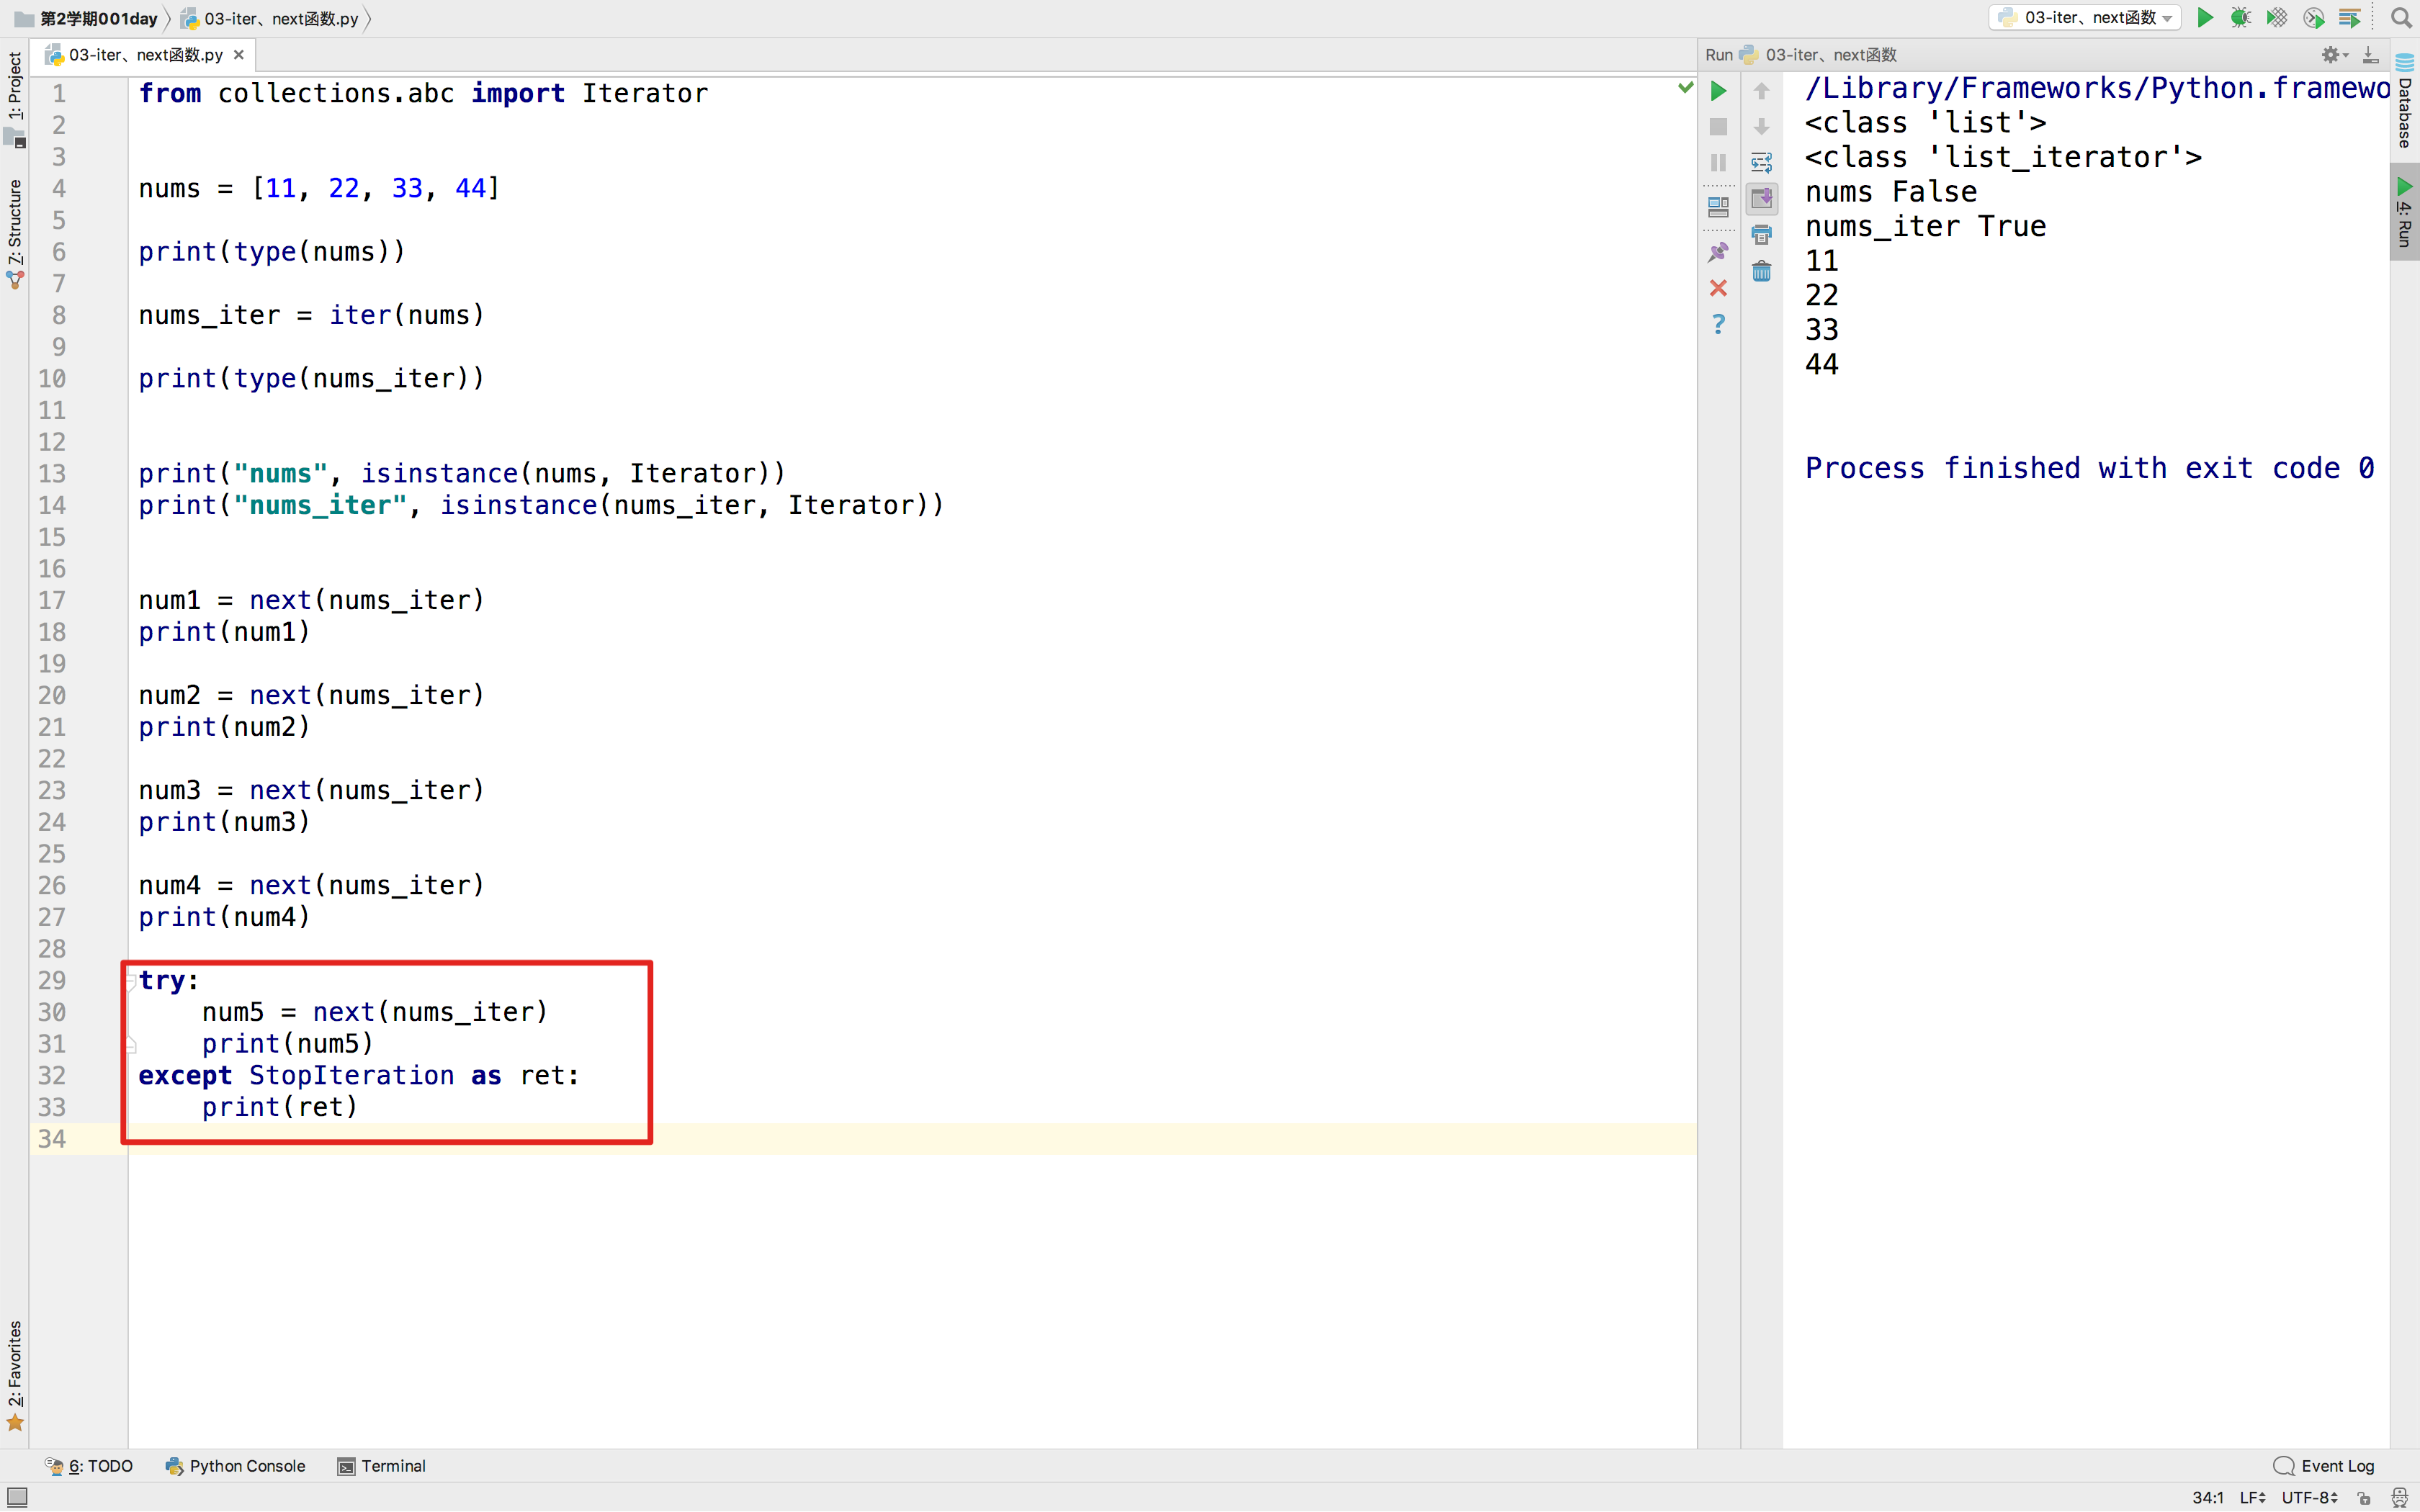 第2学期001day
03-iter、next函数.py
03-iter、next函数
03-iter、next函数.py
Run 03-iter、next函数
1: Project
7: Structure
2: Favorites
1 from collections.abc import Iterator
2
3
4 nums = [11, 22, 33, 44]
5
6 print(type(nums))
7
8 nums_iter = iter(nums)
9
10 print(type(nums_iter))
11
12
13 print("nums", isinstance(nums, Iterator))
14 print("nums_iter", isinstance(nums_iter, Iterator))
15
16
17 num1 = next(nums_iter)
18 print(num1)
19
20 num2 = next(nums_iter)
21 print(num2)
22
23 num3 = next(nums_iter)
24 print(num3)
25
26 num4 = next(nums_iter)
27 print(num4)
28
29 try:
30     num5 = next(nums_iter)
31     print(num5)
32 except StopIteration as ret:
33     print(ret)
34
/Library/Frameworks/Python.framewo
<class 'list'>
<class 'list_iterator'>
nums False
nums_iter True
11
22
33
44
Process finished with exit code 0
Database
4: Run
6: TODO
Python Console
Terminal
Event Log
34:1
LF
UTF-8